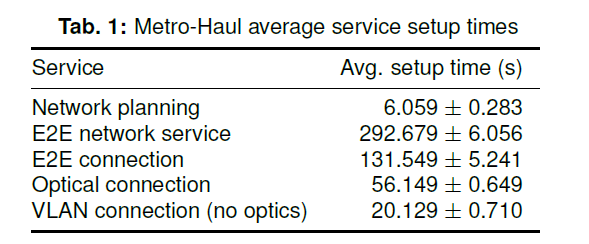 Tab. 1: Metro-Haul average service setup times
Service Avg. setup time (s)
Network planning 6.059 ± 0.283
E2E network service 292.679 ± 6.056
E2E connection 131.549 ± 5.241
Optical connection 56.149 ± 0.649
VLAN connection (no optics) 20.129 ± 0.710